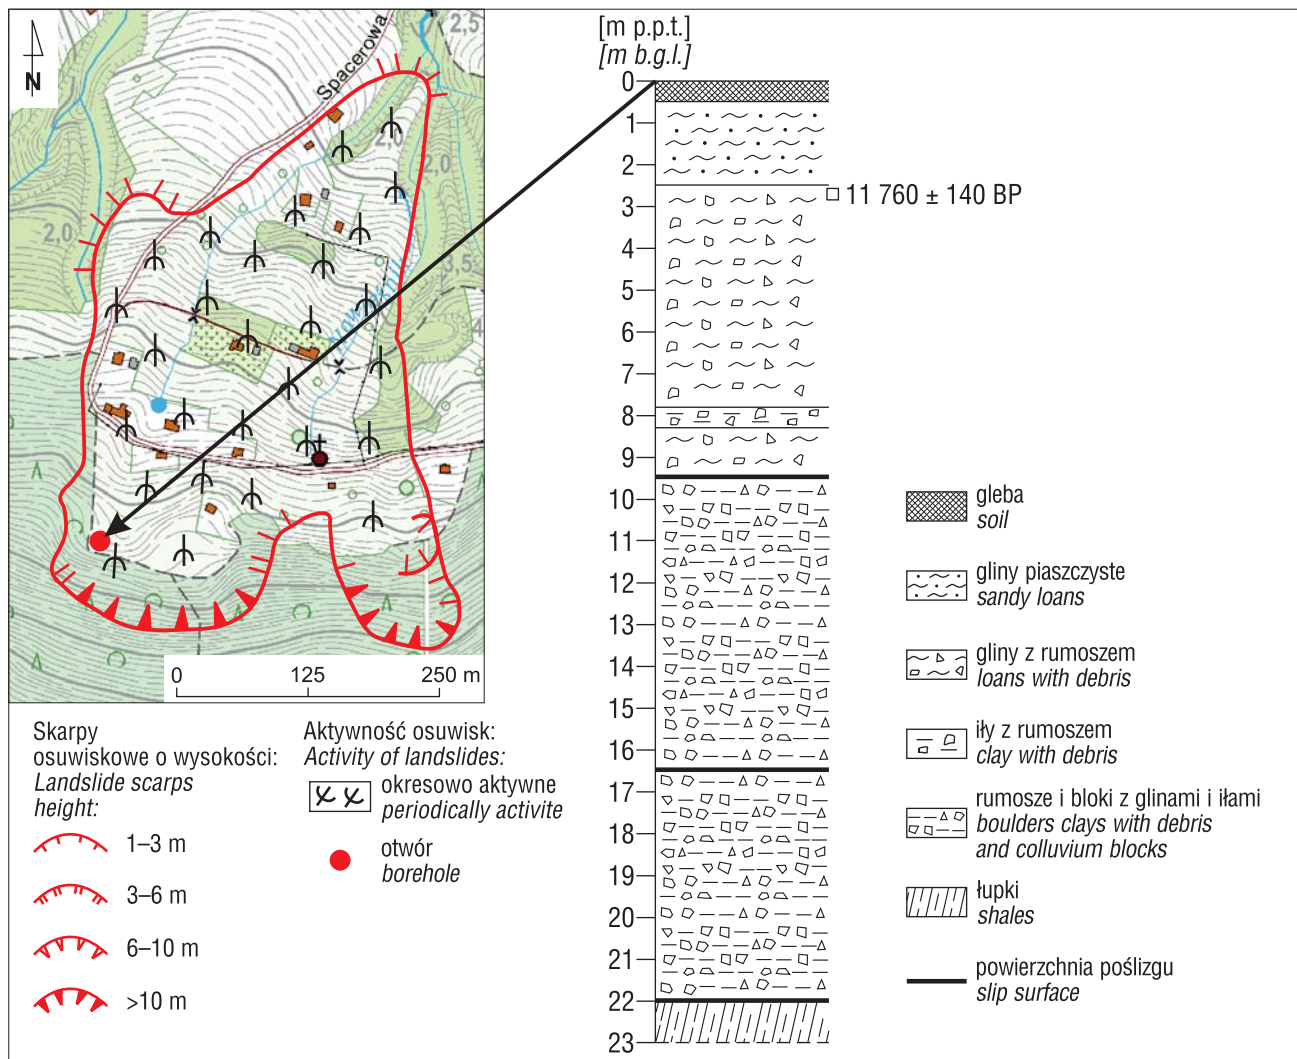 N
Spacerowa
2,5
2,0
2,0
2,0
3,5
4
0
125
250 m
[m p.p.t.]
[m b.g.l.]
0
1
2
3
4
5
6
7
8
9
10
11
12
13
14
15
16
17
18
19
20
21
22
23
11 760 ± 140 BP
Skarpy
osuwiskowe o wysokości:
Landslide scarps
height:
1–3 m
3–6 m
6–10 m
>10 m
Aktywność osuwisk:
Activity of landslides:
okresowo aktywne
periodically activite
otwór
borehole
gleba
soil
gliny piaszczyste
sandy loans
gliny z rumoszem
loans with debris
iły z rumoszem
clay with debris
rumosze i bloki z glinami i iłami
boulders clays with debris
and colluvium blocks
łupki
shales
powierzchnia poślizgu
slip surface